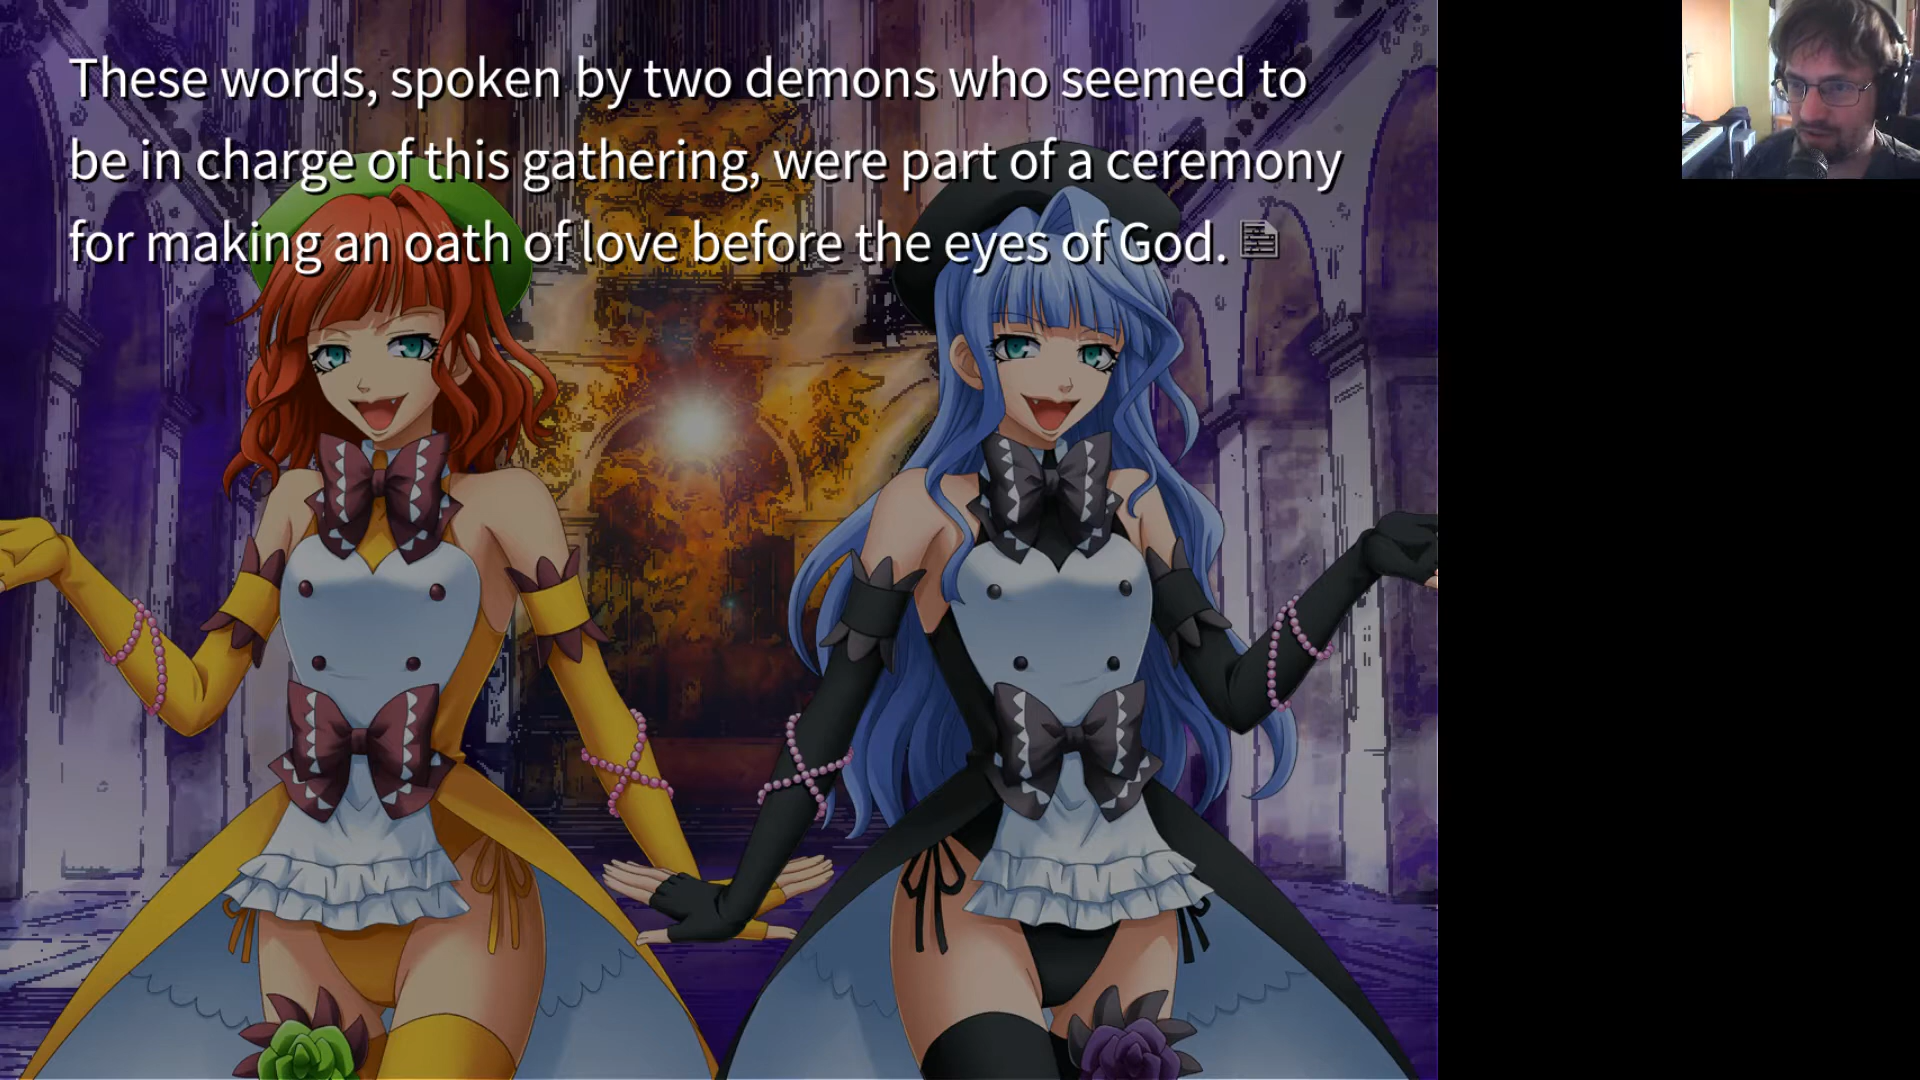 These words, spoken by two demons who seemed to
be in charge of this gathering, were part of a ceremony
for making an oath of love before the eyes of God.